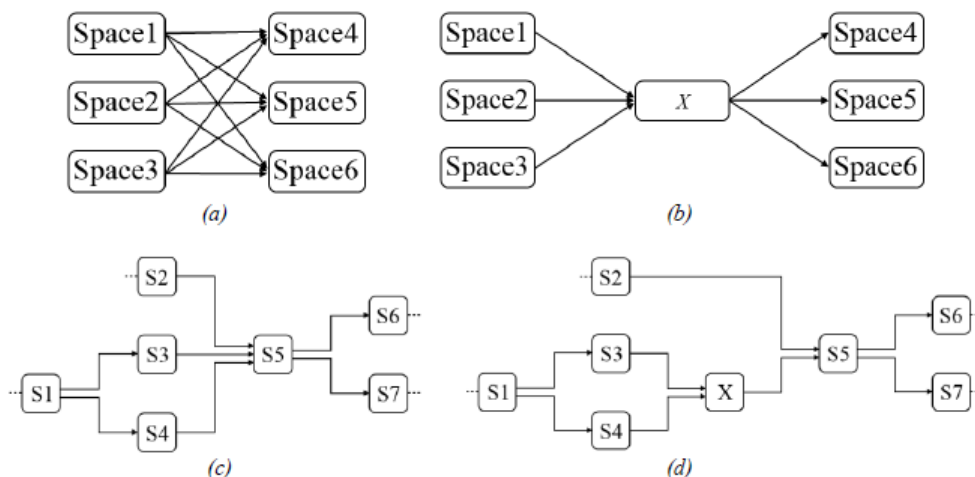 Space1
Space4
Space2
Space5
Space3
Space6
(a)
Space1
Space4
Space2
X
Space5
Space3
Space6
(b)
S2
S6
S3
S5
S1
S7
S4
(c)
S2
S6
S3
S5
S1
X
S7
S4
(d)